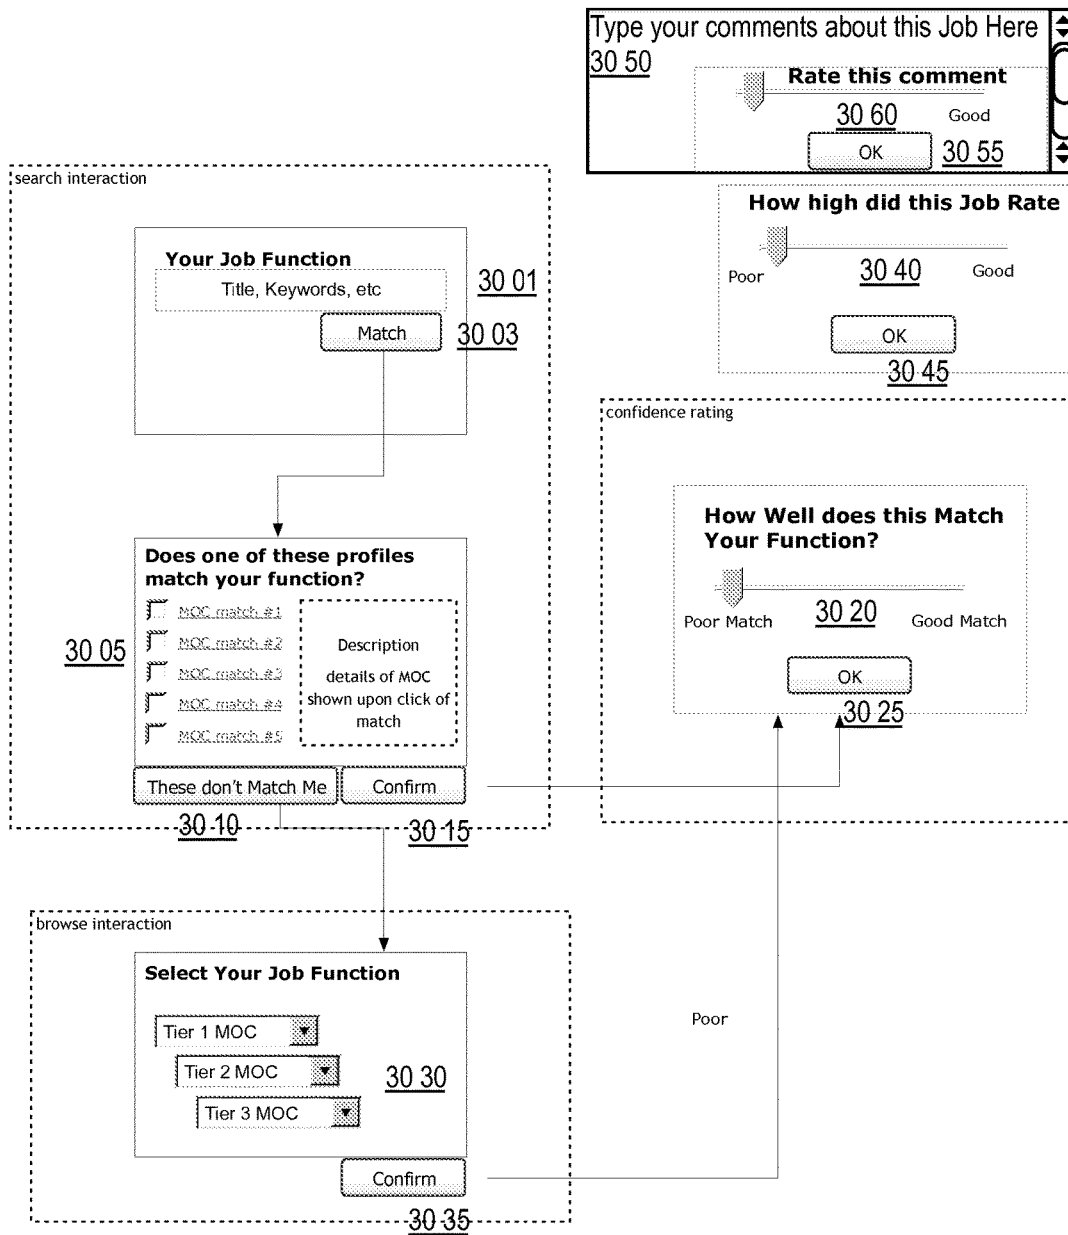 Type your comments about this Job Here
30 50
Rate this comment
30 60
Good
OK
30 55
How high did this Job Rate
Poor
30 40
Good
OK
30 45
search interaction
Your Job Function
Title, Keywords, etc
30 01
Match
30 03
Does one of these profiles
match your function?
MOC match #1
MOC match #2
MOC match #3
MOC match #4
MOC match #5
30 05
Description
details of MOC
shown upon click of
match
These don't Match Me
Confirm
30 10
30 15
confidence rating
How Well does this Match
Your Function?
Poor Match
30 20
Good Match
OK
30 25
browse interaction
Select Your Job Function
Tier 1 MOC
Tier 2 MOC
Tier 3 MOC
30 30
Confirm
30 35
Poor